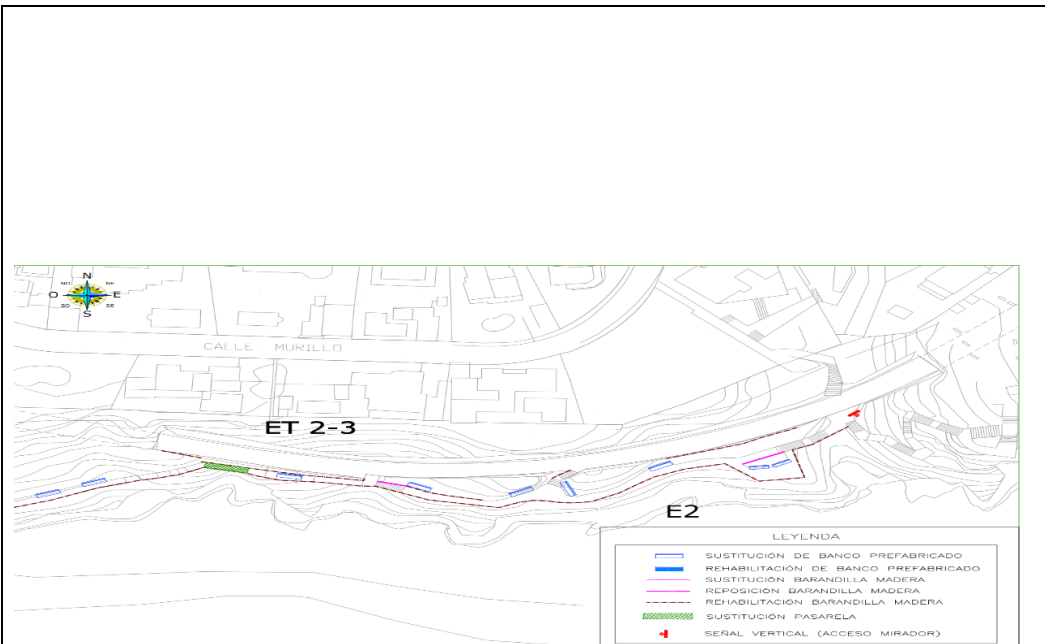 N
NO NE
O E
SO SE
S
CALLE MURILLO
ET 2-3
E2
LEYENDA
SUSTITUCIÓN DE BANCO PREFABRICADO
REHABILITACIÓN DE BANCO PREFABRICADO
SUSTITUCIÓN BARANDILLA MADERA
REPOSICIÓN BARANDILLA MADERA
REHABILITACIÓN BARANDILLA MADERA
SUSTITUCIÓN PASARELA
SEÑAL VERTICAL (ACCESO MIRADOR)